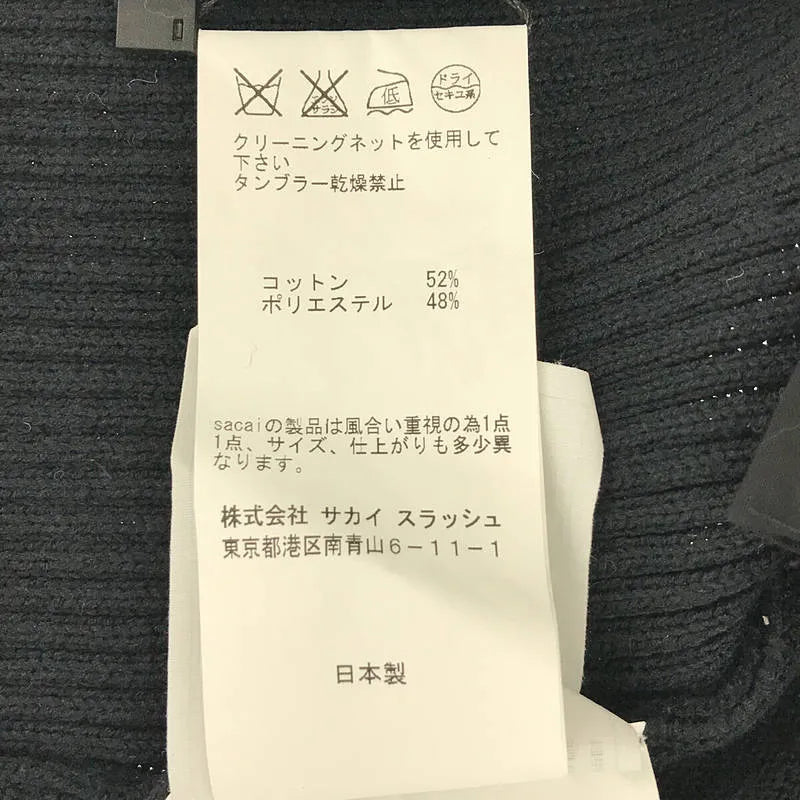 低
ドライ
セキユ系
クリーニングネットを使用して
下さい
タンブラー乾燥禁止
コットン 52%
ポリエステル 48%
sacaiの製品は風合い重視の為1点
1点、サイズ、仕上がりも多少異
なります。
株式会社 サカイ スラッシュ
東京都港区南青山6-11-1
日本製